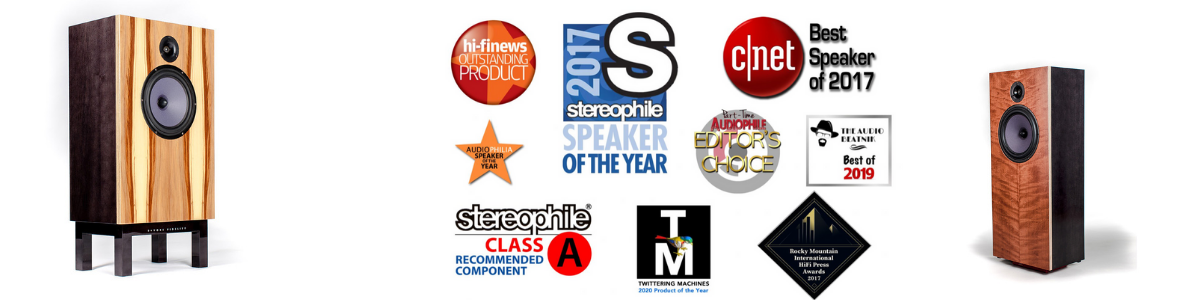 hi-finews
OUTSTANDING
PRODUCT
2017
S
stereophile
SPEAKER
OF THE YEAR
c|net
Best
Speaker
of 2017
AUDIOPHILIA
SPEAKER
OF THE
YEAR
Part-Time
AUDIOPHILE
EDITOR'S
CHOICE
THE AUDIO
BEATNIK
Best of
2019
stereophile®
CLASS
A
RECOMMENDED
COMPONENT
TM
TWITTERING MACHINES
2020 Product of the Year
Rocky Mountain
International
HiFi Press
Awards
2017